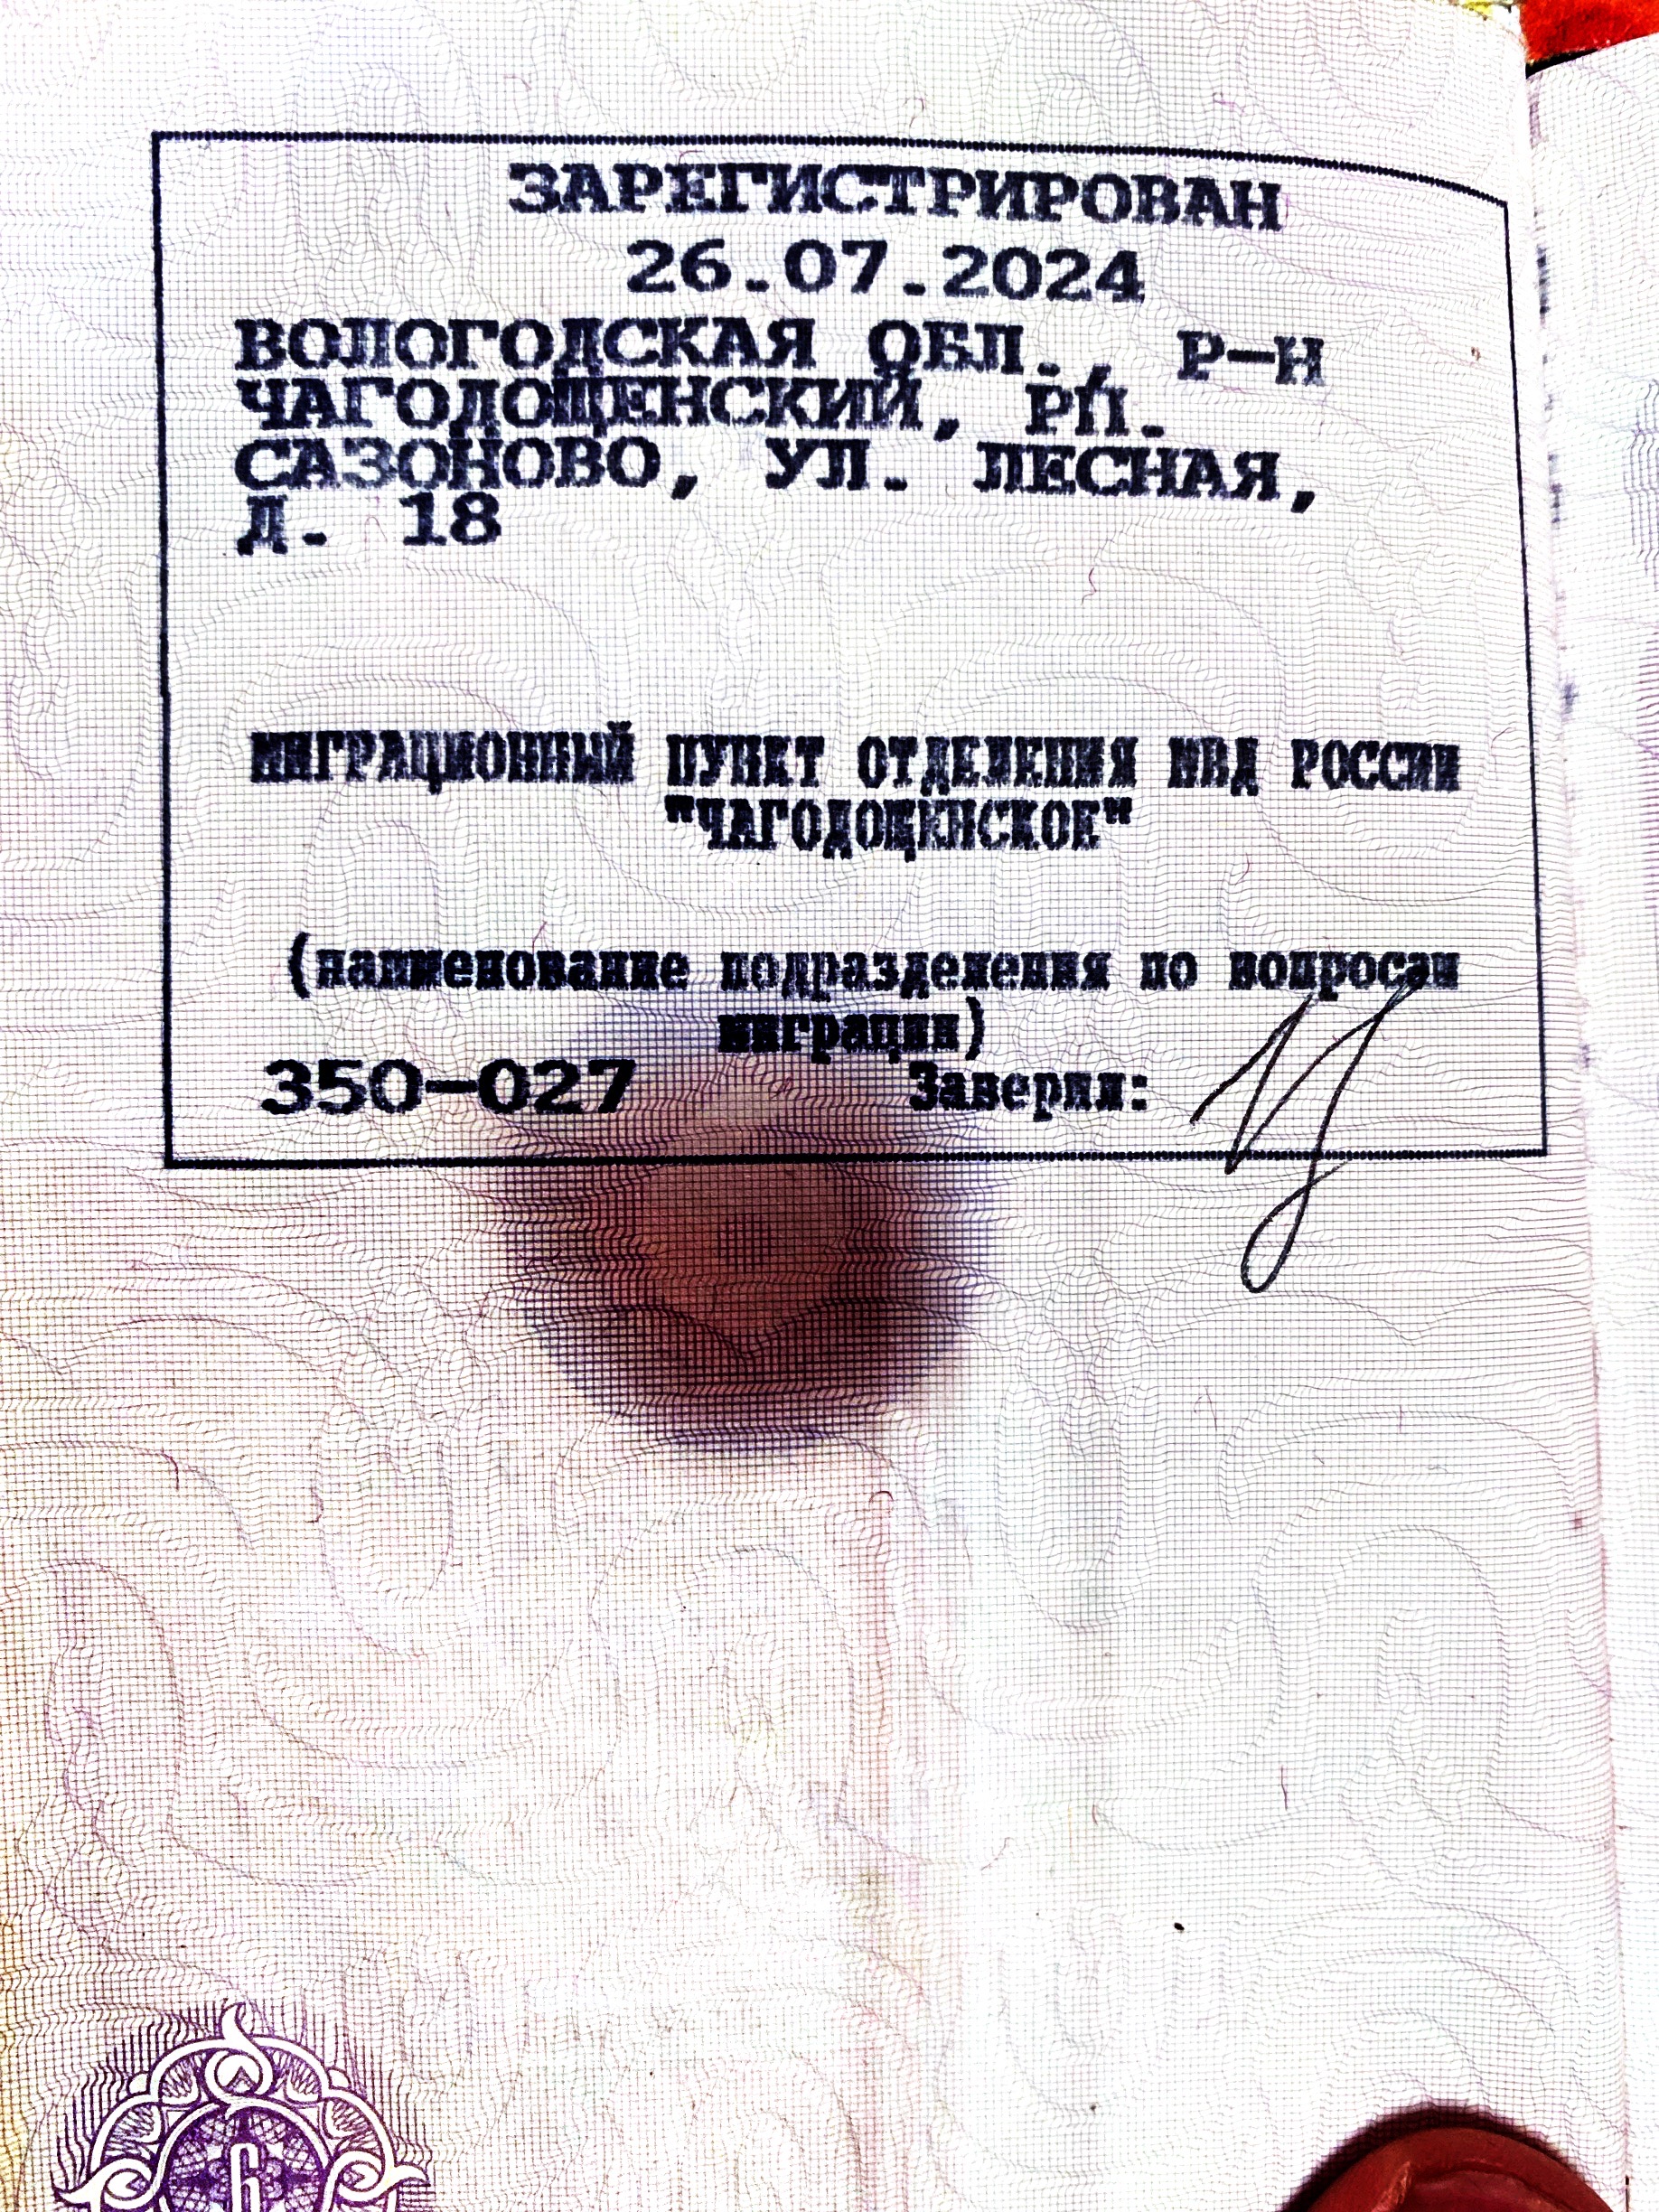 ЗАРЕГИСТРИРОВАН
26.07.2024
ВОЛОГОДСКАЯ ОБЛ., Р-Н
ЧАГОДОЩЕНСКИЙ, РП.
САЗОНОВО, УЛ. ЛЕСНАЯ,
Д. 18
МИГРАЦИОННЫЙ ПУНКТ ОТДЕЛЕНИЯ МВД РОССИИ
"ЧАГОДОЩЕНСКОЕ"
(наименование подразделения по вопросам
миграции)
350-027 Заверил:
6